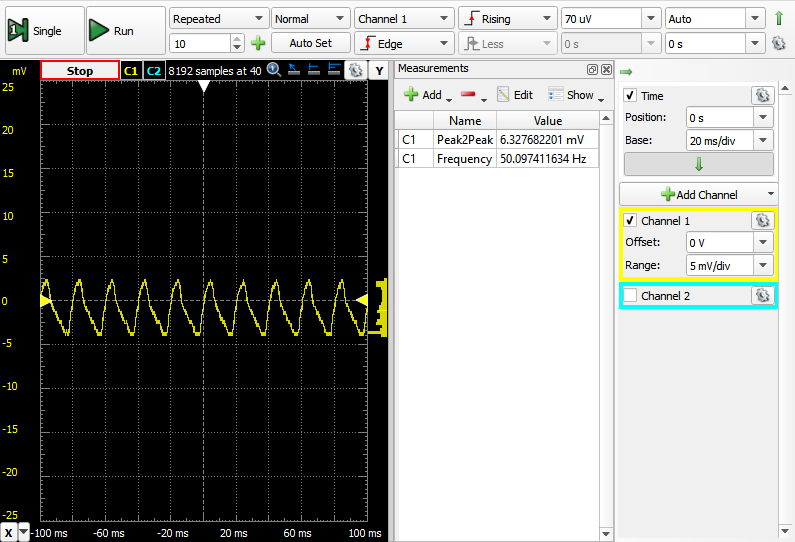 Single
Run
Repeated
Normal
Channel 1
Rising
70 uV
Auto
10
Auto Set
Edge
Less
0 s
0 s
mV
Stop
C1
C2
8192 samples at 40
Y
25
20
15
10
5
0
-5
-10
-15
-20
-25
X
-100 ms
-60 ms
-20 ms
20 ms
60 ms
100 ms
Measurements
Add
Edit
Show
Name Value
C1 Peak2Peak 6.327682201 mV
C1 Frequency 50.097411634 Hz
Time
Position: 0 s
Base: 20 ms/div
Add Channel
Channel 1
Offset: 0 V
Range: 5 mV/div
Channel 2